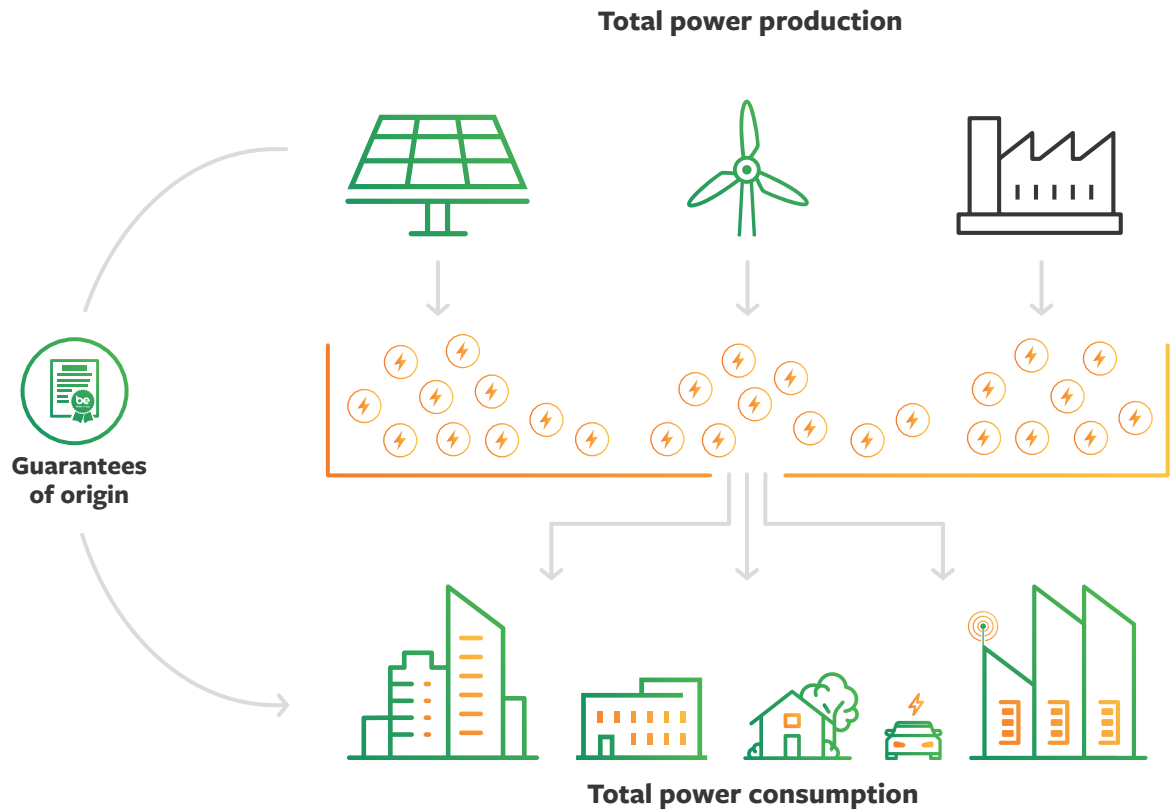 Total power production
be
Guarantees
of origin
Total power consumption